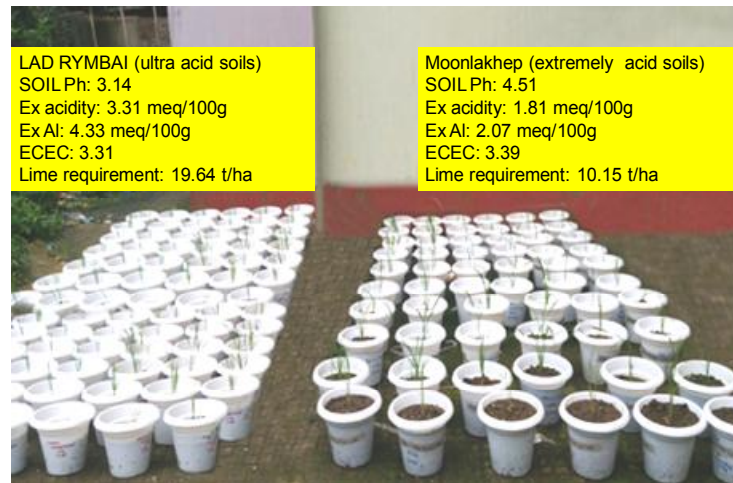 LAD RYMBAI (ultra acid soils)
SOIL Ph: 3.14
Ex acidity: 3.31 meq/100g
Ex Al: 4.33 meq/100g
ECEC: 3.31
Lime requirement: 19.64 t/ha
Moonlakhep (extremely acid soils)
SOIL Ph: 4.51
Ex acidity: 1.81 meq/100g
Ex Al: 2.07 meq/100g
ECEC: 3.39
Lime requirement: 10.15 t/ha